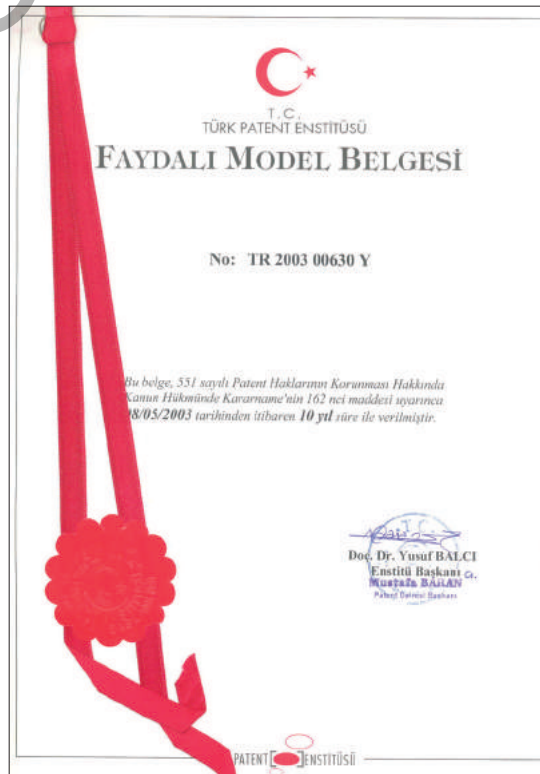 T.C.
TÜRK PATENT ENSTİTÜSÜ
FAYDALI MODEL BELGESİ
No: TR 2003 00630 Y
Bu belge, 551 sayılı Patent Haklarının Korunması Hakkında
Kanun Hükmünde Kararname'nin 162 nci maddesi uyarınca
08/05/2003 tarihinden itibaren 10 yıl süre ile verilmiştir.
Doç. Dr. Yusuf BALCI
Enstitü Başkanı
Mustafa BARAN
Patent Dairesi Başkanı
PATENT ENSTİTÜSÜ